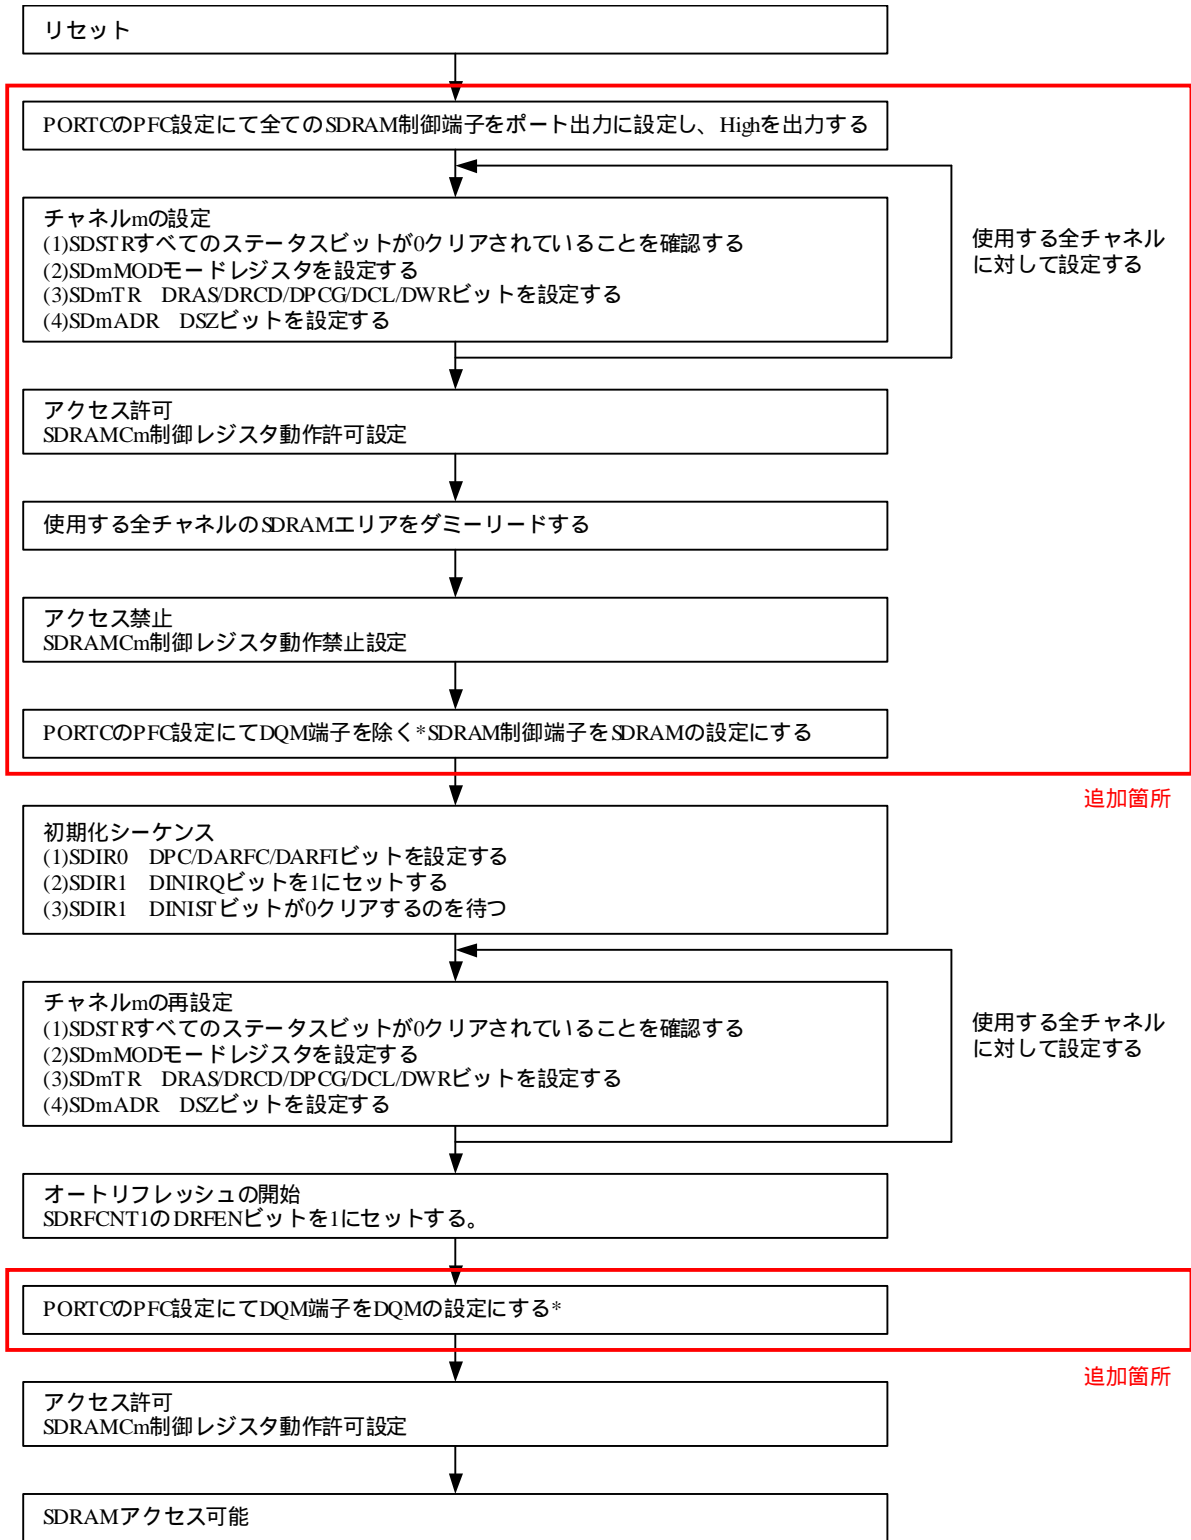 リセット
PORTCのPFC設定にて全てのSDRAM制御端子をポート出力に設定し、Highを出力する
チャネルmの設定
(1)SDSTRすべてのステータスビットが0クリアされていることを確認する
(2)SDmMODモードレジスタを設定する
(3)SDmTR　DRAS/DRCD/DPCG/DCL/DWRビットを設定する
(4)SDmADR　DSZビットを設定する
使用する全チャネル
に対して設定する
アクセス許可
SDRAMCm制御レジスタ動作許可設定
使用する全チャネルのSDRAMエリアをダミーリードする
アクセス禁止
SDRAMCm制御レジスタ動作禁止設定
PORTCのPFC設定にてDQM端子を除く*SDRAM制御端子をSDRAMの設定にする
追加箇所
初期化シーケンス
(1)SDIR0　DPC/DARFC/DARFIビットを設定する
(2)SDIR1　DINIRQビットを1にセットする
(3)SDIR1　DINISTビットが0クリアするのを待つ
チャネルmの再設定
(1)SDSTRすべてのステータスビットが0クリアされていることを確認する
(2)SDmMODモードレジスタを設定する
(3)SDmTR　DRAS/DRCD/DPCG/DCL/DWRビットを設定する
(4)SDmADR　DSZビットを設定する
使用する全チャネル
に対して設定する
オートリフレッシュの開始
SDRFCNT1のDRFENビットを1にセットする。
PORTCのPFC設定にてDQM端子をDQMの設定にする*
追加箇所
アクセス許可
SDRAMCm制御レジスタ動作許可設定
SDRAMアクセス可能